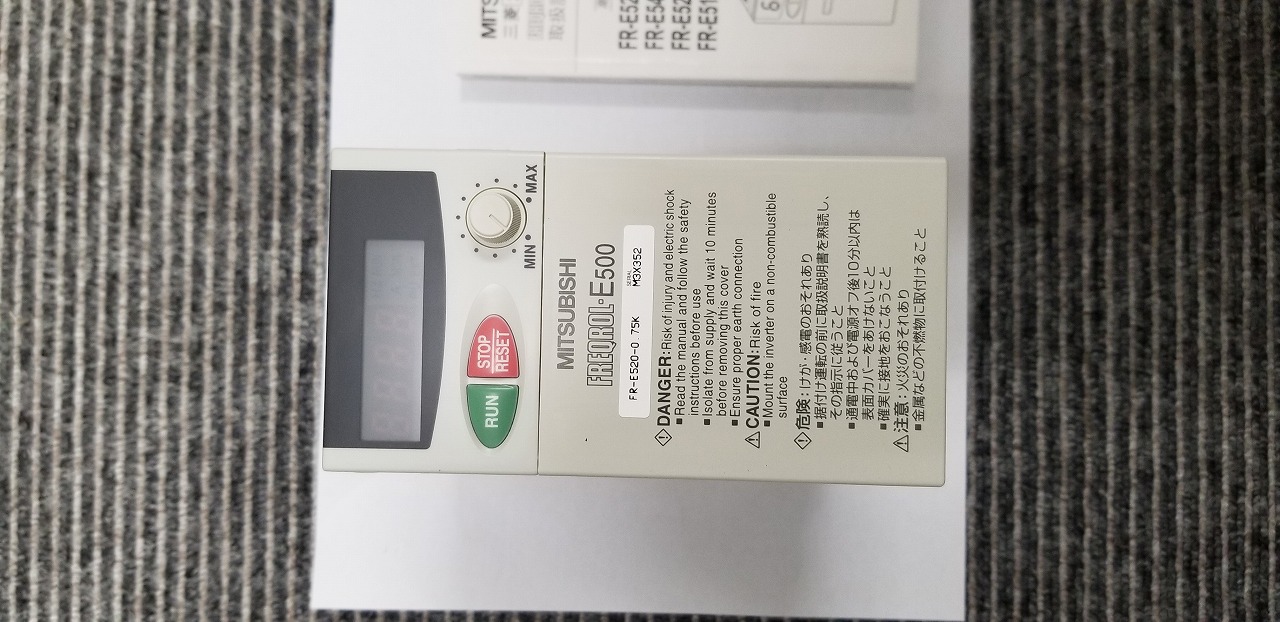 MITS
三菱
取扱
FR-E52
FR-E54
FR-E52
FR-E51
MIN
MAX
RUN
STOP
RESET
MITSUBISHI
FREQROL-E500
FR-E520-0 75K
SERIAL
M3X352
DANGER: Risk of injury and electric shock
■ Read the manual and follow the safety
instructions before use
■ Isolate from supply and wait 10 minutes
before removing this cover
■ Ensure proper earth connection
CAUTION: Risk of fire
■ Mount the inverter on a non-combustible
surface
危険：けが・感電のおそれあり
■据付け運転の前に取扱説明書を熟読し、
その指示に従うこと
■通電中および電源オフ後10分以内は
表面カバーをあけないこと
■確実に接地をおこなうこと
注意：火災のおそれあり
■金属などの不燃物に取付けること